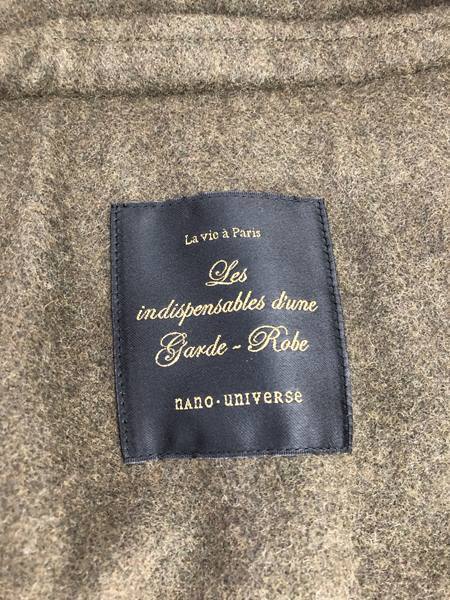 La vie à Paris
Les
indispensables d'une
Garde - Robe
nano・universe